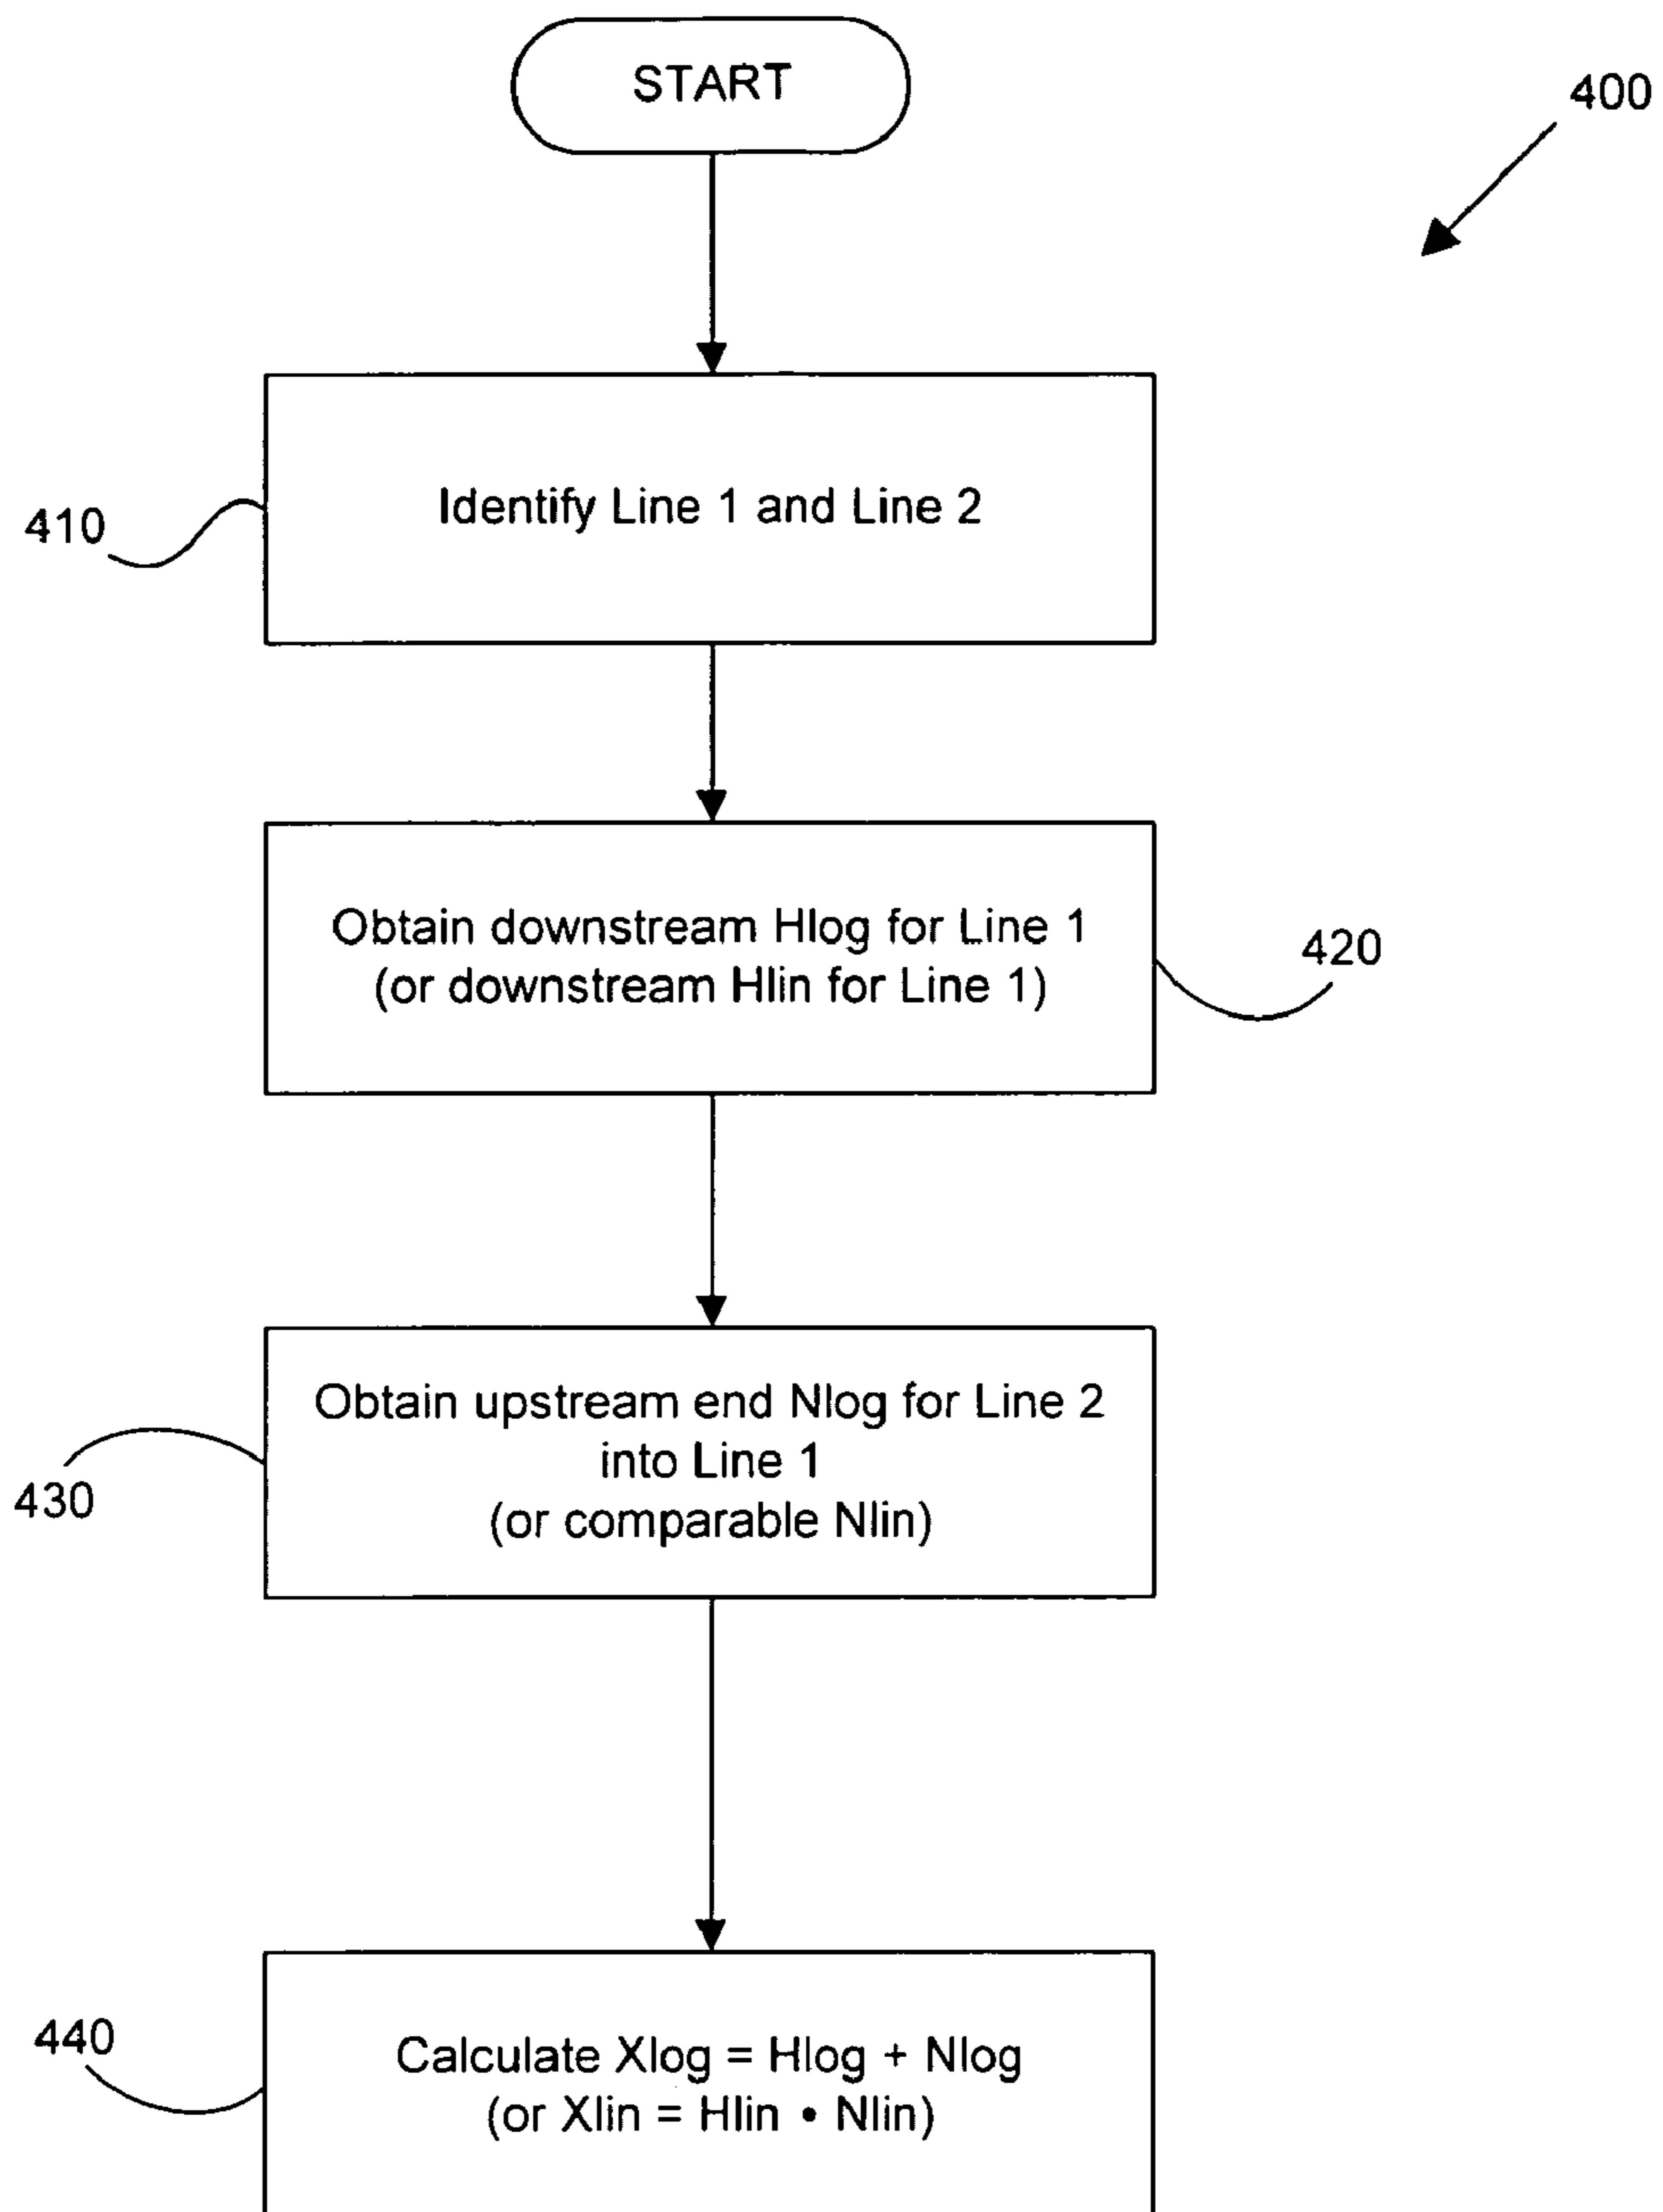 START
400
Identify Line 1 and Line 2
410
Obtain downstream Hlog for Line 1
(or downstream Hlin for Line 1)
420
Obtain upstream end Nlog for Line 2
into Line 1
(or comparable Nlin)
430
440
Calculate Xlog = Hlog + Nlog
(or Xlin = Hlin • Nlin)